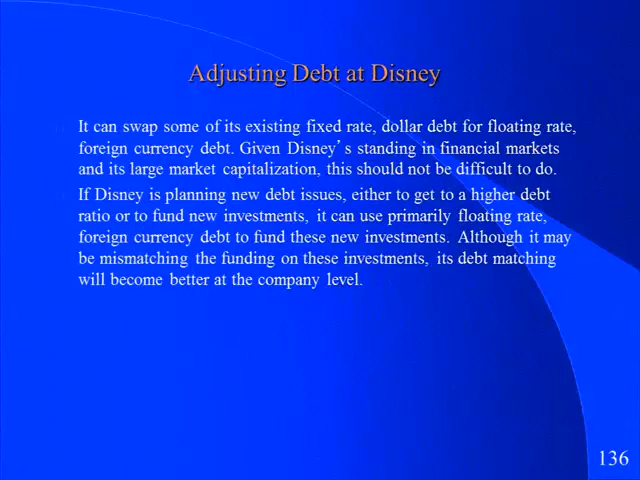 Adjusting Debt at Disney
It can swap some of its existing fixed rate, dollar debt for floating rate,
foreign currency debt. Given Disney’s standing in financial markets
and its large market capitalization, this should not be difficult to do.
If Disney is planning new debt issues, either to get to a higher debt
ratio or to fund new investments, it can use primarily floating rate,
foreign currency debt to fund these new investments. Although it may
be mismatching the funding on these investments, its debt matching
will become better at the company level.
136